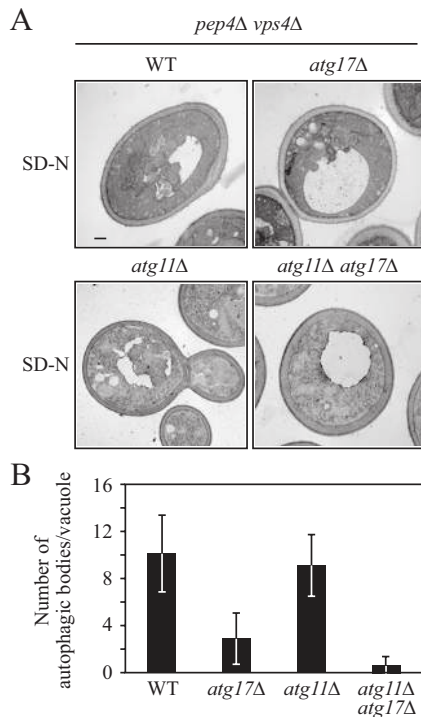 A
pep4Δ vps4Δ
WT
atg17Δ
SD-N
atg11Δ
atg11Δ atg17Δ
SD-N
B
Number of
autophagic bodies/vacuole
16
12
8
4
0
WT
atg17Δ
atg11Δ
atg11Δ
atg17Δ